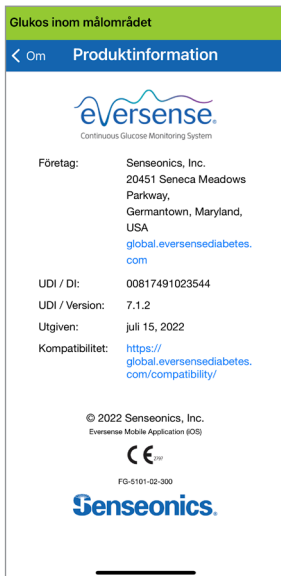 Glukos inom målområdet
Om Produktinformation
eversense.
Continuous Glucose Monitoring System
Företag: Senseonics, Inc.
20451 Seneca Meadows
Parkway,
Germantown, Maryland,
USA
global.eversensediabetes.
com
UDI / DI: 00817491023544
UDI / Version: 7.1.2
Utgiven: juli 15, 2022
Kompatibilitet: https://
global.eversensediabetes.
com/compatibility/
© 2022 Senseonics, Inc.
Eversense Mobile Application (iOS)
CE 2797
FG-5101-02-300
Senseonics.